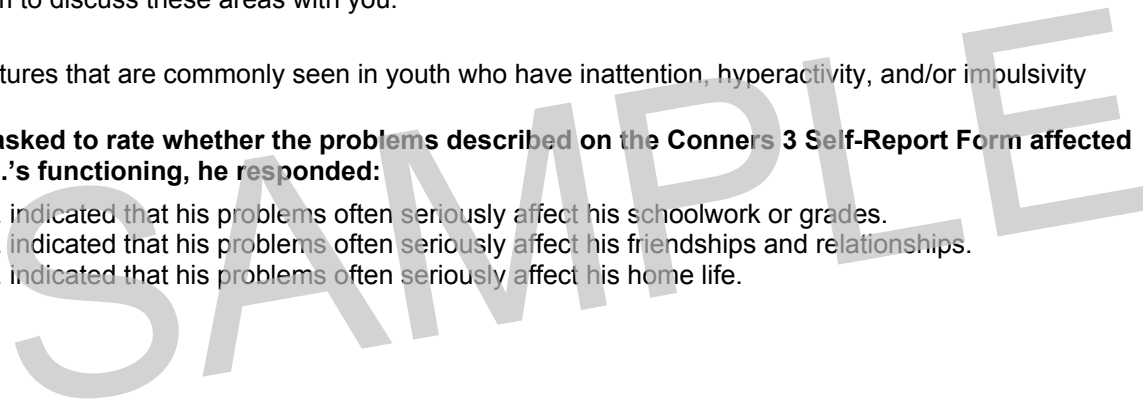 to discuss these areas with you.
tures that are commonly seen in youth who have inattention, hyperactivity, and/or impulsivity
asked to rate whether the problems described on the Conners 3 Self-Report Form affected
.’s functioning, he responded:
. indicated that his problems often seriously affect his schoolwork or grades.
. indicated that his problems often seriously affect his friendships and relationships.
. indicated that his problems often seriously affect his home life.
SAMPLE